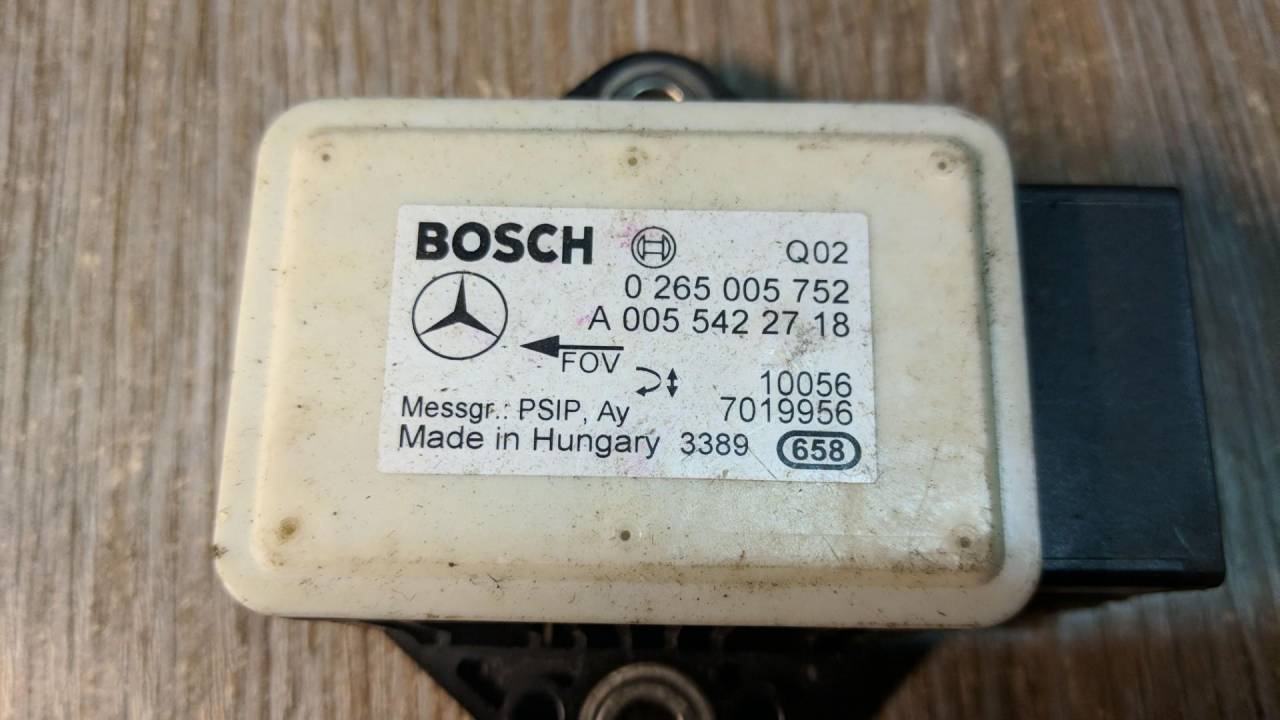 BOSCH Q02
0 265 005 752
A 005 542 27 18
FOV
10056
Messgr.: PSIP, Ay 7019956
Made in Hungary 3389 658